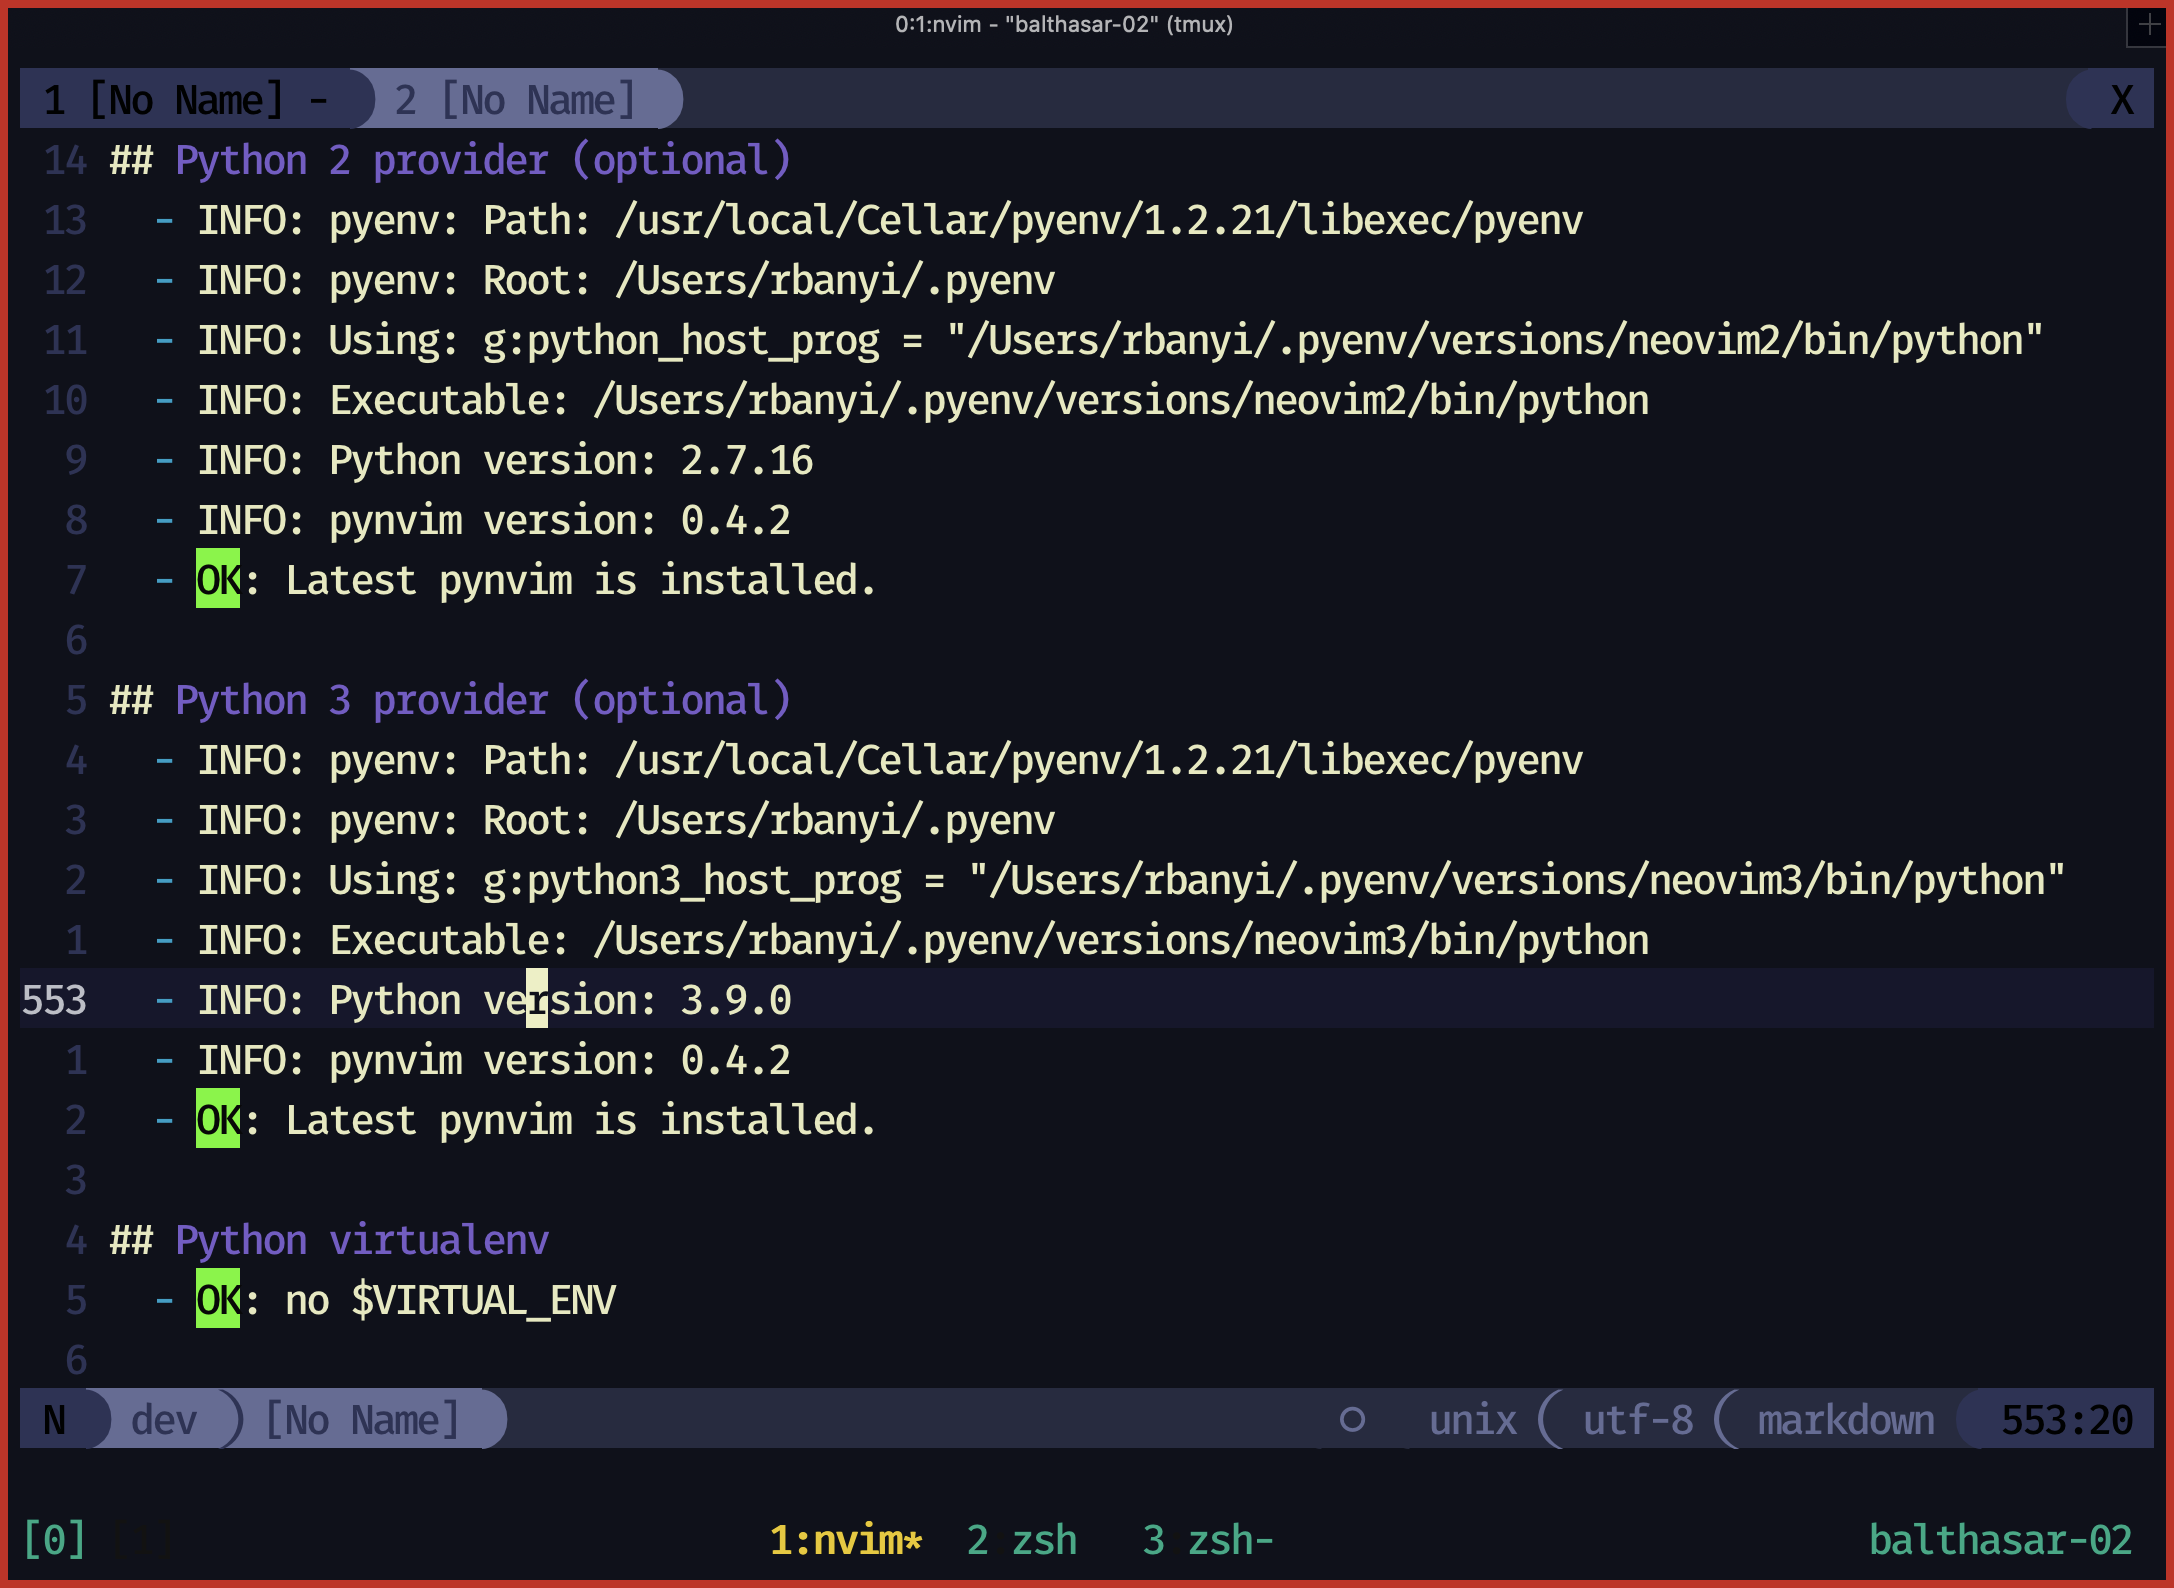 0:1:nvim - "balthasar-02" (tmux)
1 [No Name] - 2 [No Name] X
14 ## Python 2 provider (optional)
13 - INFO: pyenv: Path: /usr/local/Cellar/pyenv/1.2.21/libexec/pyenv
12 - INFO: pyenv: Root: /Users/rbanyi/.pyenv
11 - INFO: Using: g:python_host_prog = "/Users/rbanyi/.pyenv/versions/neovim2/bin/python"
10 - INFO: Executable: /Users/rbanyi/.pyenv/versions/neovim2/bin/python
9 - INFO: Python version: 2.7.16
8 - INFO: pynvim version: 0.4.2
7 - OK: Latest pynvim is installed.
6
5 ## Python 3 provider (optional)
4 - INFO: pyenv: Path: /usr/local/Cellar/pyenv/1.2.21/libexec/pyenv
3 - INFO: pyenv: Root: /Users/rbanyi/.pyenv
2 - INFO: Using: g:python3_host_prog = "/Users/rbanyi/.pyenv/versions/neovim3/bin/python"
1 - INFO: Executable: /Users/rbanyi/.pyenv/versions/neovim3/bin/python
553 - INFO: Python version: 3.9.0
1 - INFO: pynvim version: 0.4.2
2 - OK: Latest pynvim is installed.
3
4 ## Python virtualenv
5 - OK: no $VIRTUAL_ENV
6
N dev [No Name] unix utf-8 markdown 553:20
[0] 1:nvim* 2 zsh 3 zsh- balthasar-02